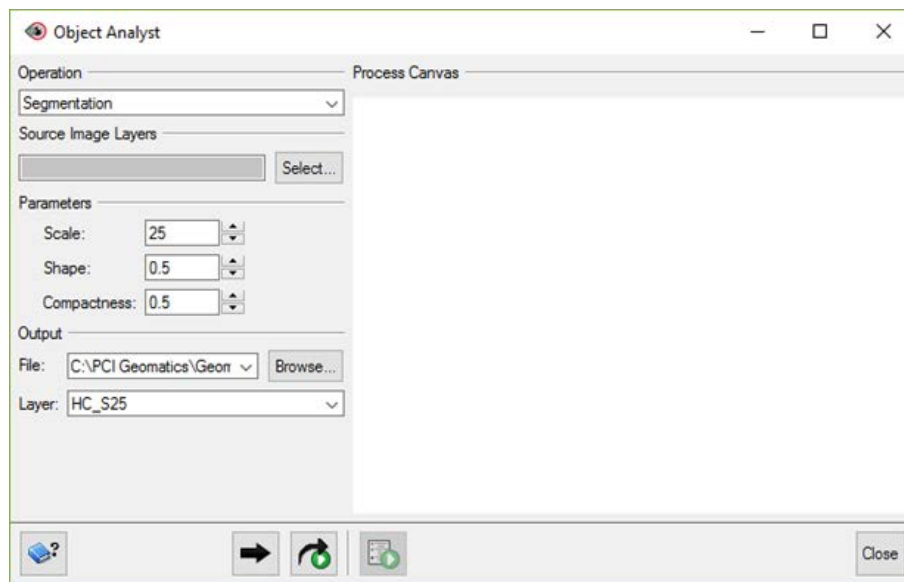 Object Analyst
Operation
Process Canvas
Segmentation
Source Image Layers
Select...
Parameters
Scale: 25
Shape: 0.5
Compactness: 0.5
Output
File: C:\PCI Geomatics\Geom Browse...
Layer: HC_S25
?
Close